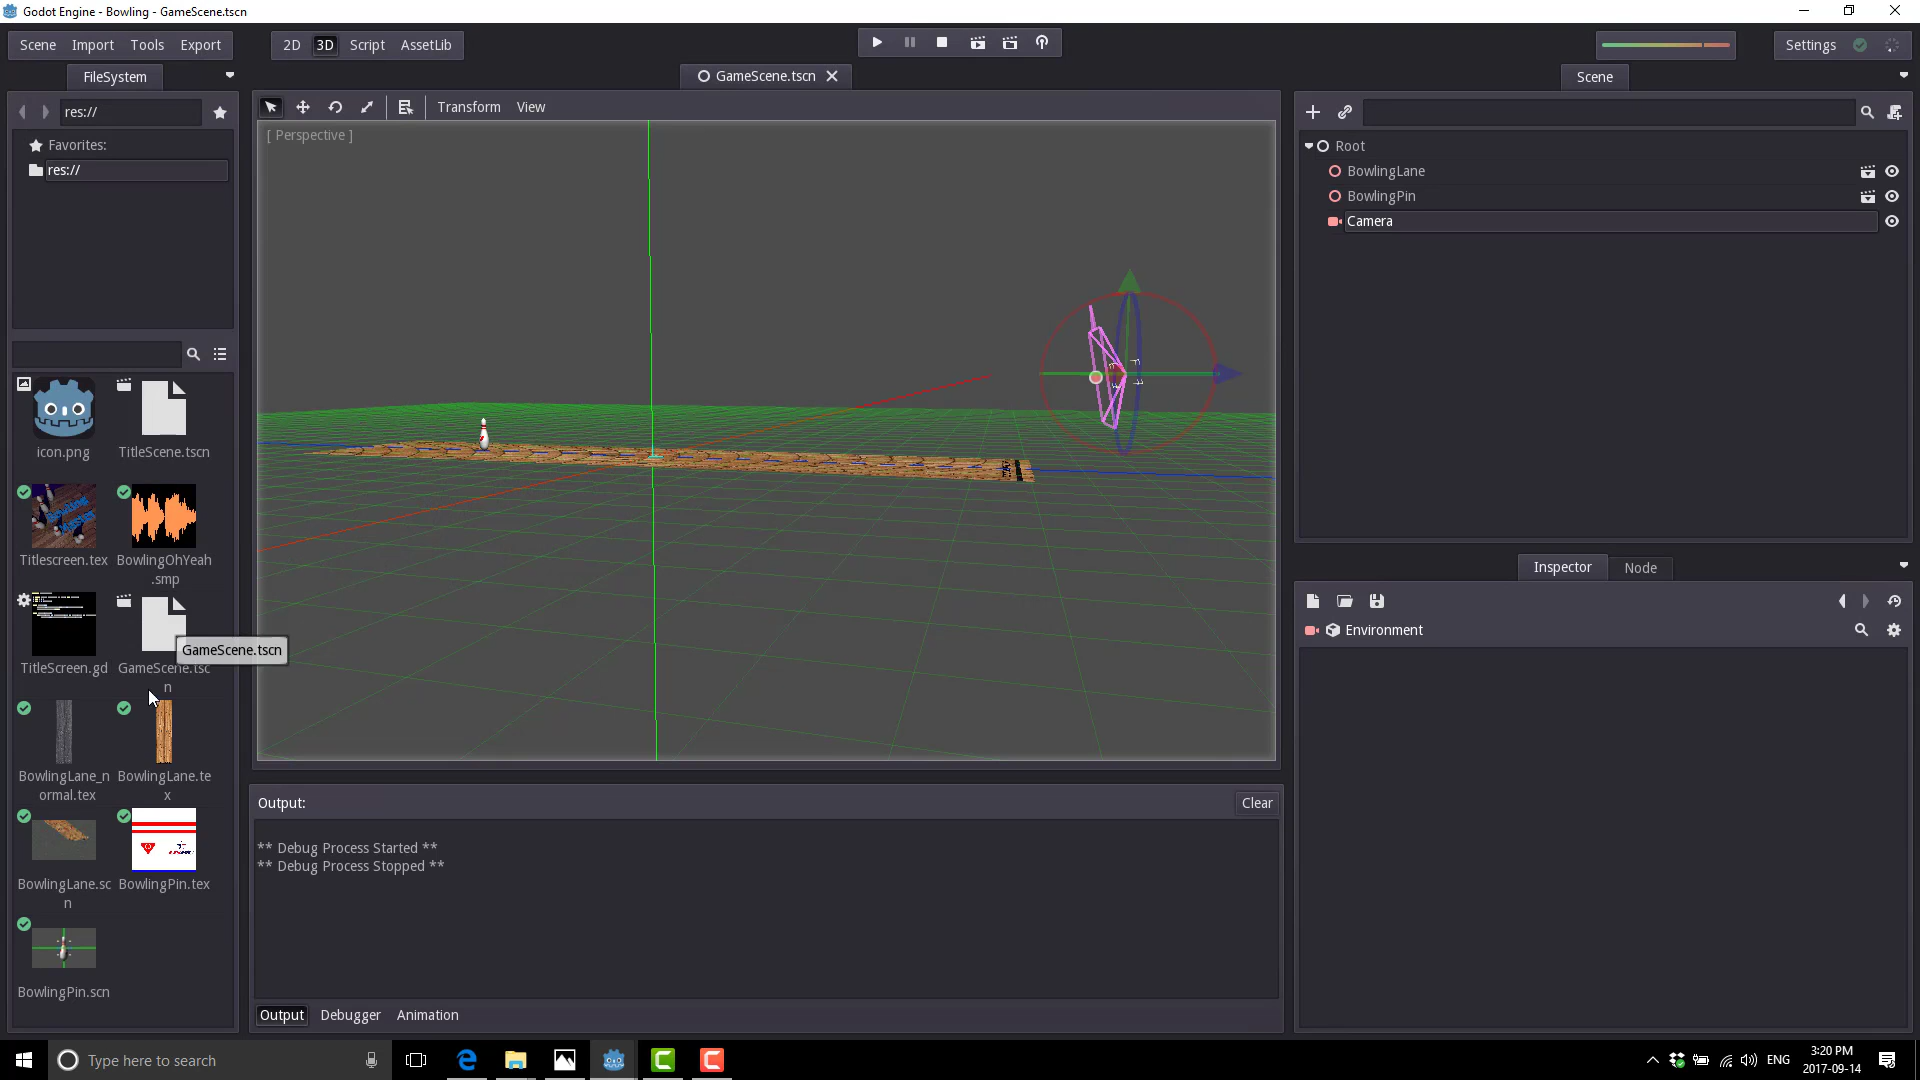 Godot Engine - Bowling - GameScene.tscn
Scene Import Tools Export
2D 3D Script AssetLib
Settings
FileSystem
GameScene.tscn
Scene
res://
Transform View
[ Perspective ]
Favorites:
res://
Root
BowlingLane
BowlingPin
Camera
icon.png
TitleScene.tscn
Titlescreen.tex
BowlingOhYeah
.smp
TitleScreen.gd
GameScene.tsc
n
GameScene.tscn
BowlingLane_n
ormal.tex
BowlingLane.te
x
BowlingLane.sc
n
BowlingPin.tex
BowlingPin.scn
Inspector Node
Environment
Output:
Clear
** Debug Process Started **
** Debug Process Stopped **
Output Debugger Animation
Type here to search
ENG
3:20 PM
2017-09-14